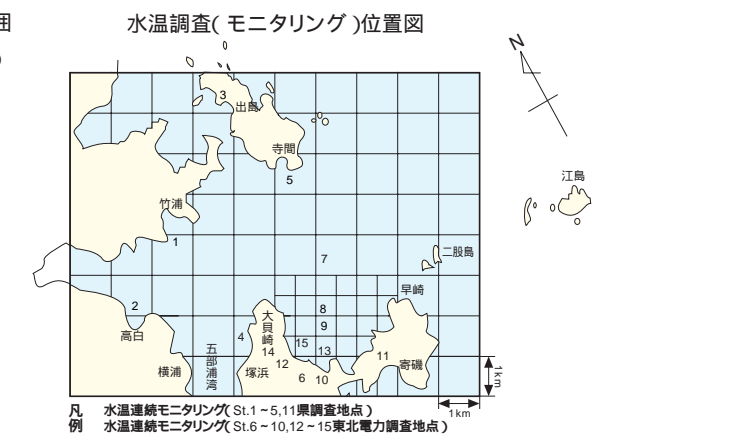 囲
水温調査(モニタリング)位置図
)
N
3
出島
寺間
5
江島
竹浦
1
7
二股島
早崎
2
高白
横浦
五部浦湾
4
大貝崎
14
塚浜
12
8
9
15
13
6
10
11
寄磯
1km
1km
凡例
水温連続モニタリング(St.1~5,11県調査地点)
水温連続モニタリング(St.6~10,12~15東北電力調査地点)